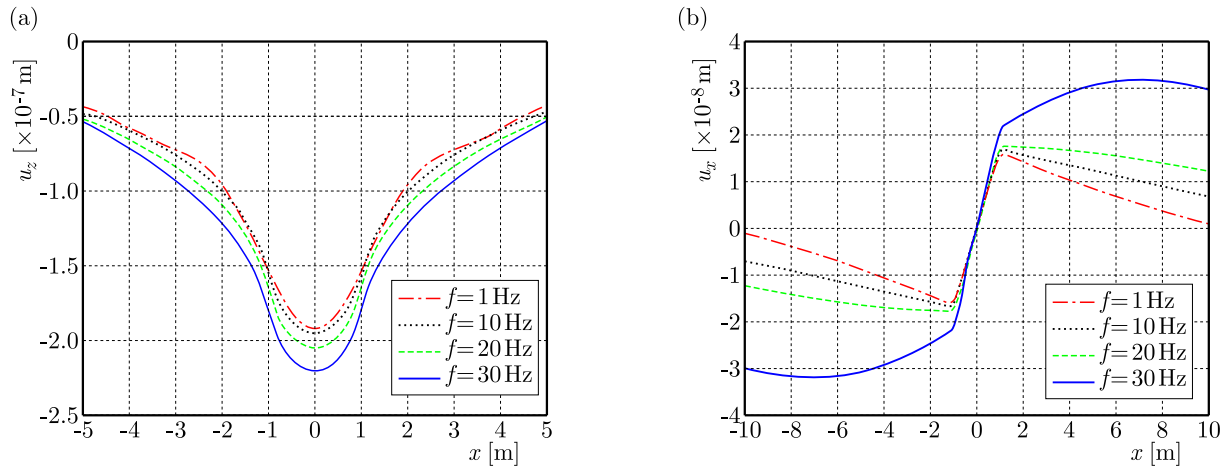 (a)
0
-0.5
-1.0
-1.5
-2.0
-2.5
u_z [×10^-7 m]
-5 -4 -3 -2 -1 0 1 2 3 4 5
x [m]
f=1 Hz
f=10 Hz
f=20 Hz
f=30 Hz
(b)
4
3
2
1
0
-1
-2
-3
-4
u_x [×10^-8 m]
-10 -8 -6 -4 -2 0 2 4 6 8 10
x [m]
f=1 Hz
f=10 Hz
f=20 Hz
f=30 Hz